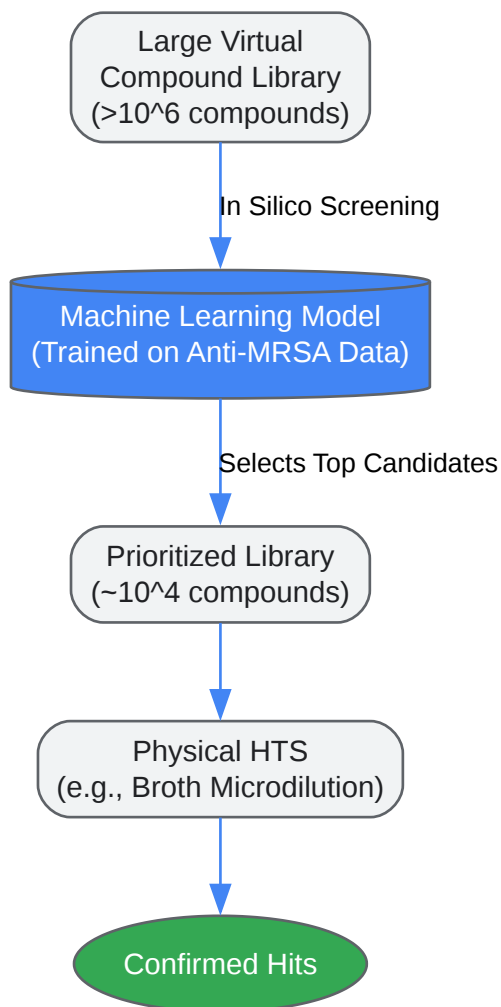 Large Virtual
Compound Library
(>10^6 compounds)
In Silico Screening
Machine Learning Model
(Trained on Anti-MRSA Data)
Selects Top Candidates
Prioritized Library
(~10^4 compounds)
Physical HTS
(e.g., Broth Microdilution)
Confirmed Hits